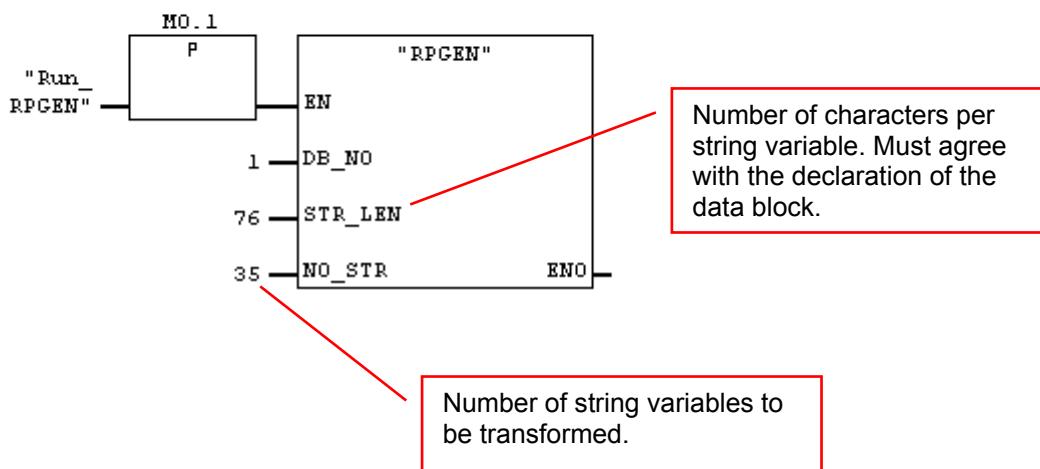 M0.1
P
"RPGEN"
"Run_
RPGEN"
EN
1
DB_NO
76
STR_LEN
35
NO_STR
ENO
Number of characters per
string variable. Must agree
with the declaration of the
data block.
Number of string variables to
be transformed.